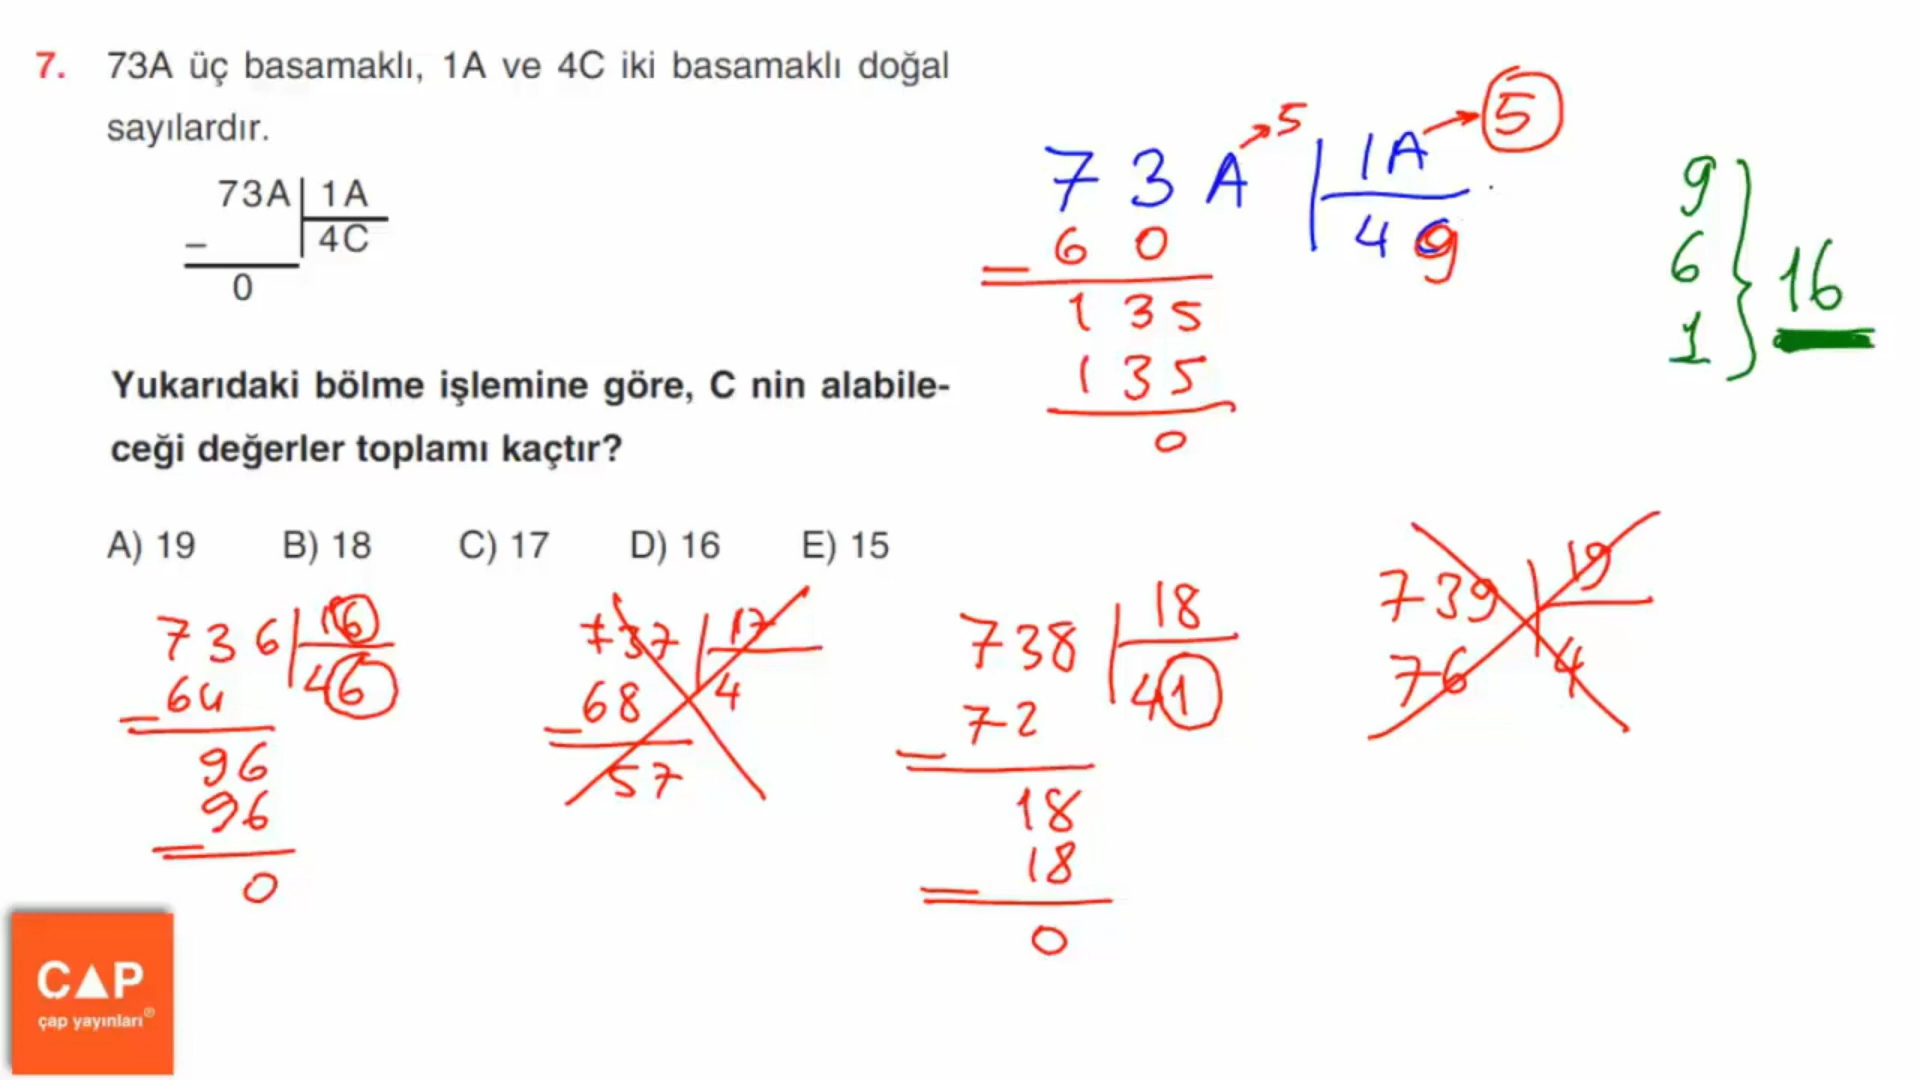 7. 73A üç basamaklı, 1A ve 4C iki basamaklı doğal
sayılardır.
73A 1A
– 4C
0
Yukarıdaki bölme işlemine göre, C nin alabile-
ceği değerler toplamı kaçtır?
A) 19 B) 18 C) 17 D) 16 E) 15
73A → 5 1A → 5
60 49
135
135
0
9
6
1
16
736 16
64 46
96
96
0
737 17
68 4
57
738 18
72 41
18
18
0
739 19
76 4
CAP
çap yayınları®